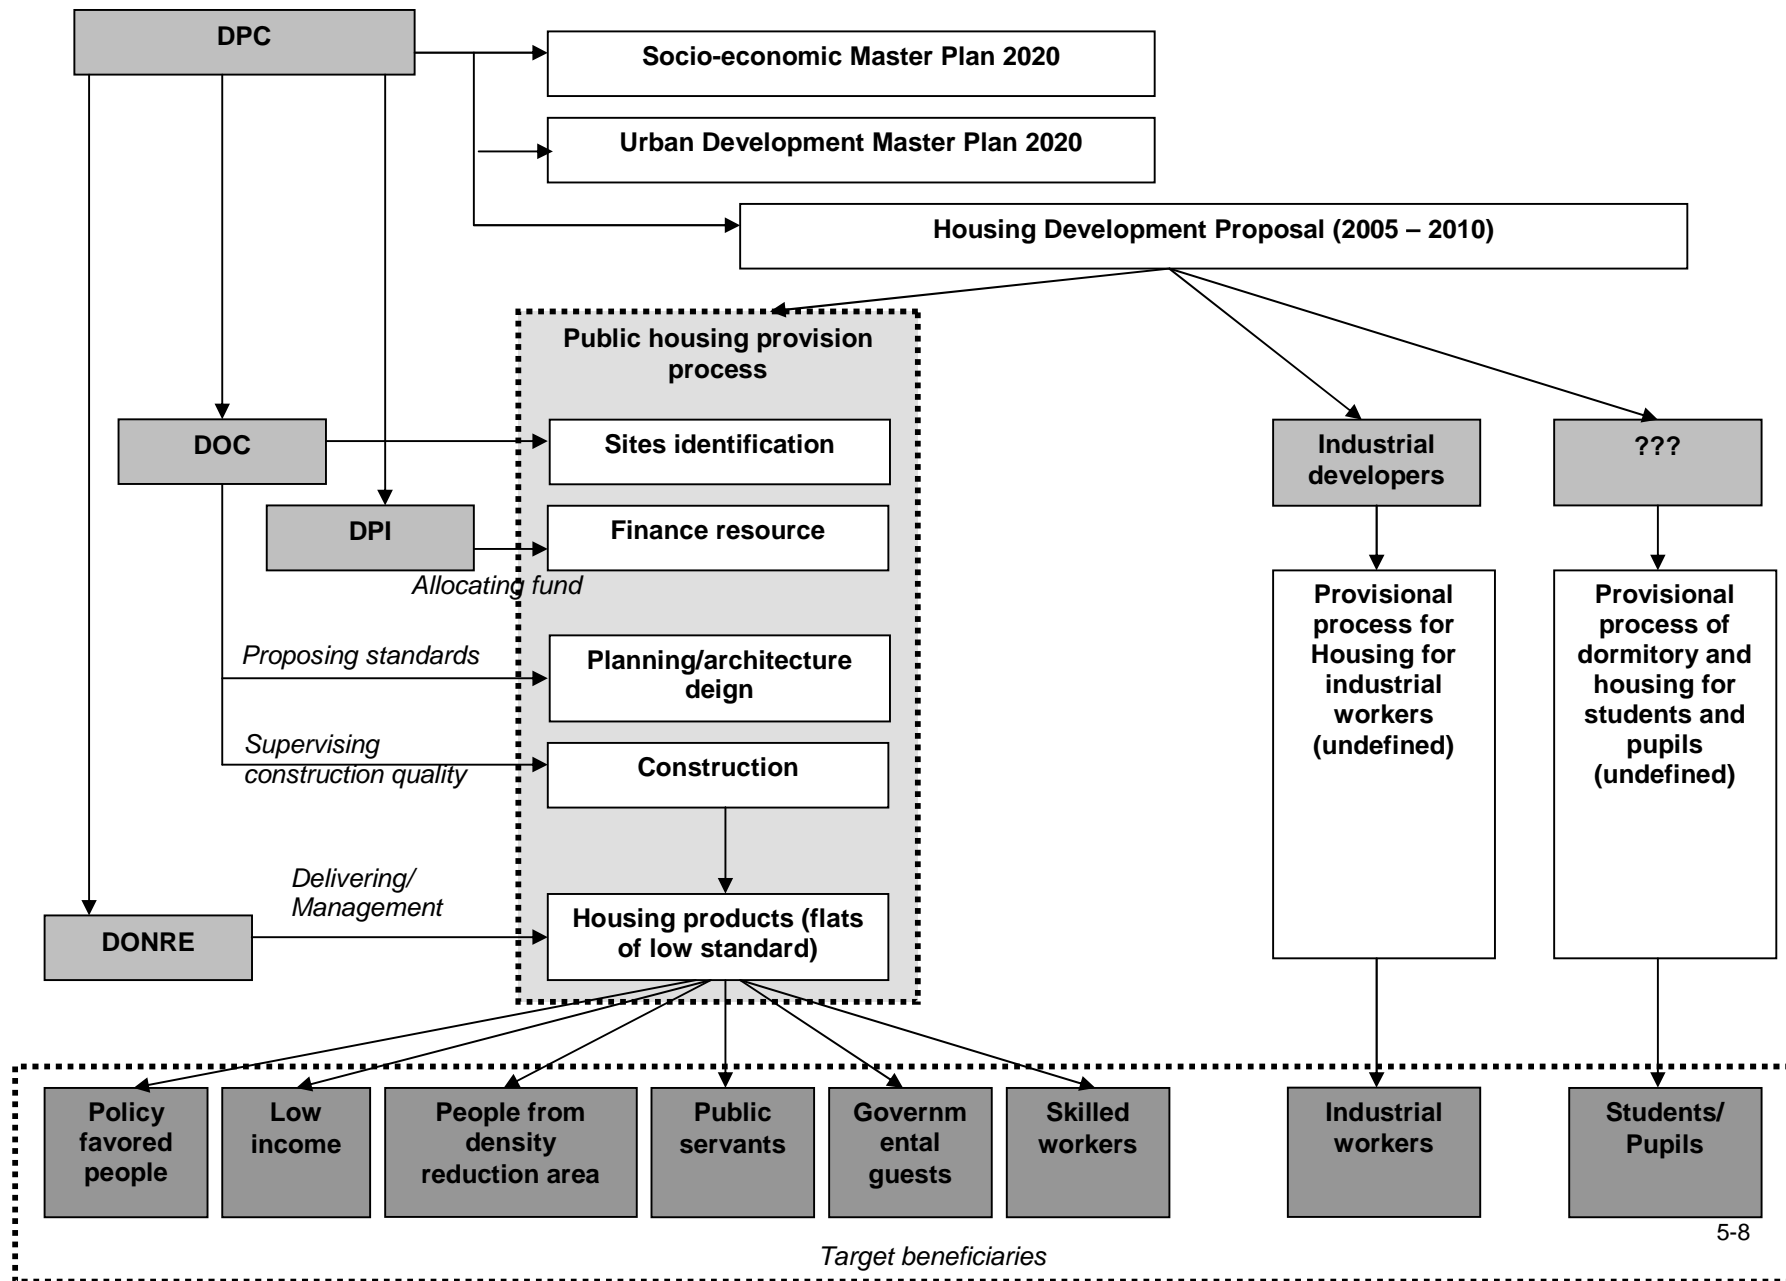 DPC
Socio-economic Master Plan 2020
Urban Development Master Plan 2020
Housing Development Proposal (2005 – 2010)
Public housing provision
process
DOC
Sites identification
Industrial
developers
???
DPI
Finance resource
Allocating fund
Provisional
process for
Housing for
industrial
workers
(undefined)
Provisional
process of
dormitory and
housing for
students and
pupils
(undefined)
Proposing standards
Planning/architecture
deign
Supervising
construction quality
Construction
Delivering/
Management
DONRE
Housing products (flats
of low standard)
Policy
favored
people
Low
income
People from
density
reduction area
Public
servants
Governm
ental
guests
Skilled
workers
Industrial
workers
Students/
Pupils
5-8
Target beneficiaries